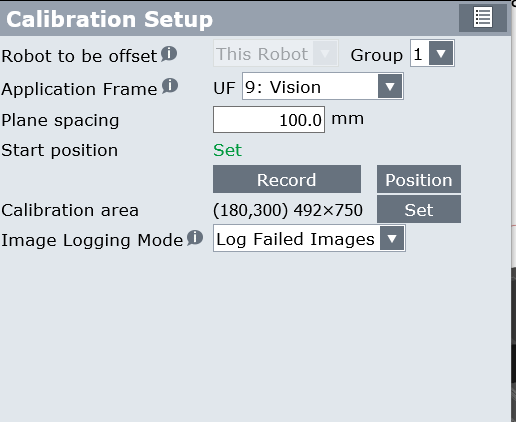 Calibration Setup
Robot to be offset This Robot Group 1
Application Frame UF 9: Vision
Plane spacing 100.0 mm
Start position Set
Record Position
Calibration area (180,300) 492×750 Set
Image Logging Mode Log Failed Images